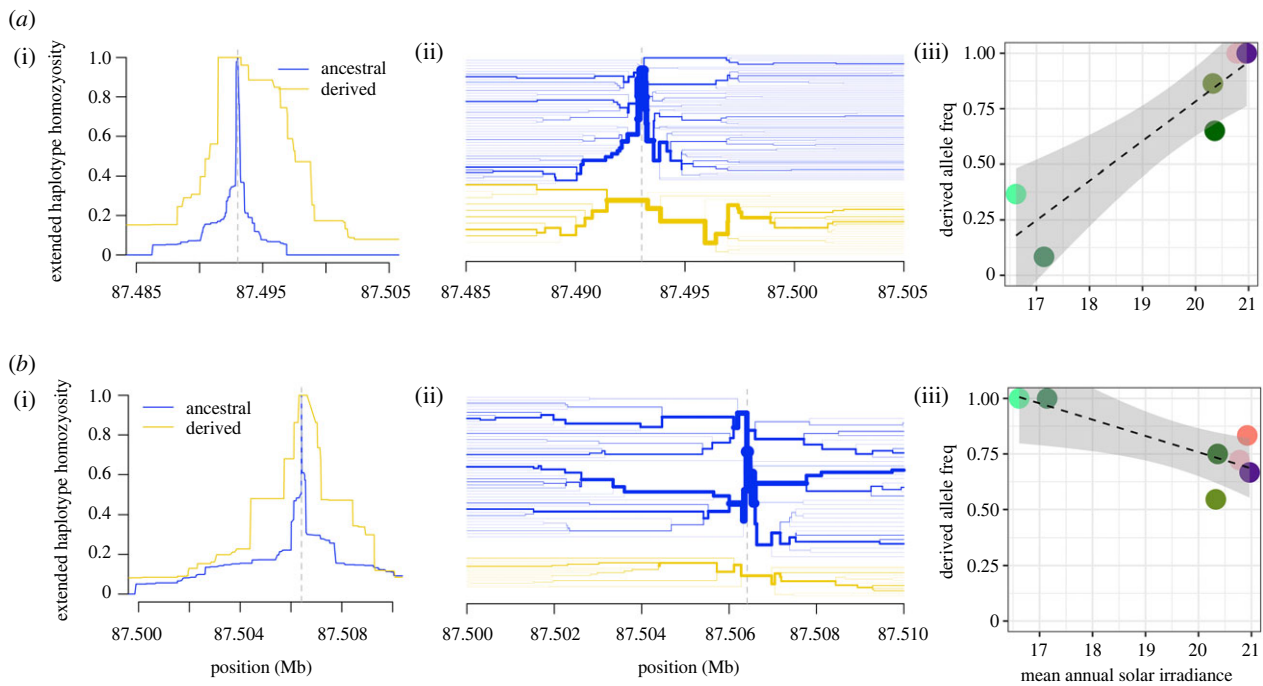 (a)
(i)
extended haplotype homozyosity
1.0
0.8
0.6
0.4
0.2
0
ancestral
derived
87.485
87.495
87.505
(ii)
87.485
87.490
87.495
87.500
87.505
(iii)
derived allele freq
1.00
0.75
0.50
0.25
0
17
18
19
20
21
(b)
(i)
extended haplotype homozyosity
1.0
0.8
0.6
0.4
0.2
0
ancestral
derived
87.500
87.504
87.508
position (Mb)
(ii)
87.500
87.502
87.504
87.506
87.508
87.510
position (Mb)
(iii)
derived allele freq
1.00
0.75
0.50
0.25
0
17
18
19
20
21
mean annual solar irradiance